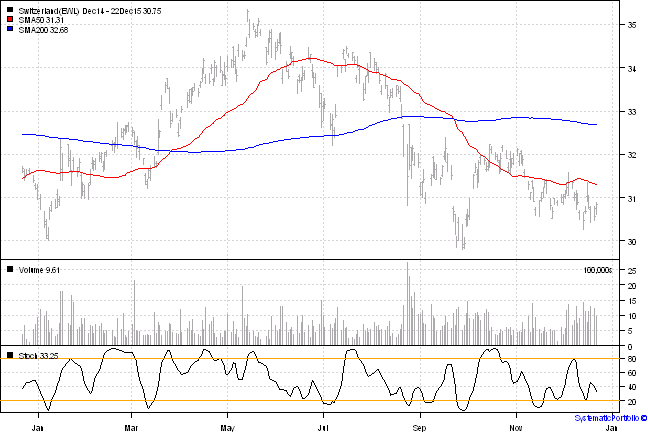 Switzerland(EWL) Dec14 - 22Dec15 30.75
SMA50 31.31
SMA200 32.68
35
34
33
32
31
30
Volume 9.61
100,000s
25
20
15
10
5
0
Stoch 33.25
80
60
40
20
Jan Mar May Jul Sep Nov Jan
SystematicPortfolio ©